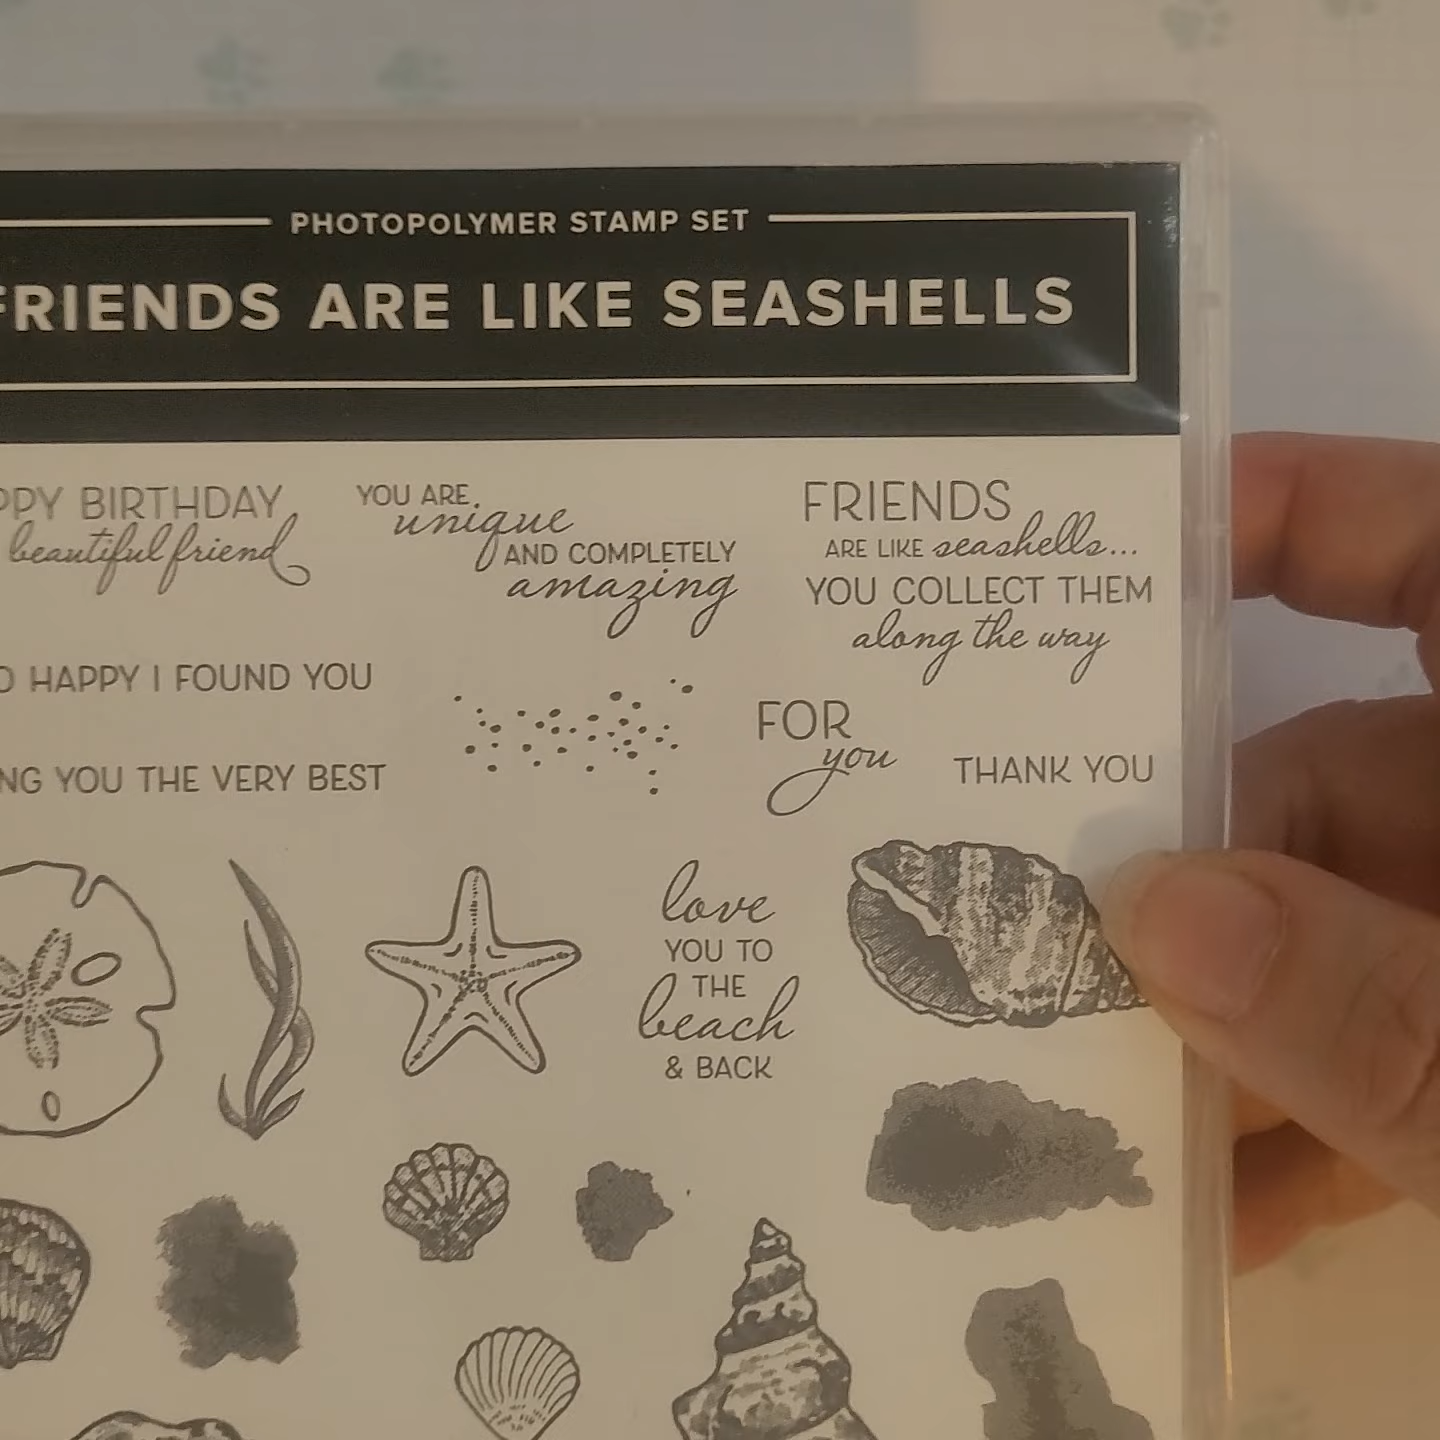 PHOTOPOLYMER STAMP SET
FRIENDS ARE LIKE SEASHELLS
PPY BIRTHDAY
beautiful friend
YOU ARE
unique
AND COMPLETELY
amazing
FRIENDS
ARE LIKE seashells...
YOU COLLECT THEM
along the way
O HAPPY I FOUND YOU
NG YOU THE VERY BEST
FOR
you
THANK YOU
love
YOU TO
THE
beach
& BACK